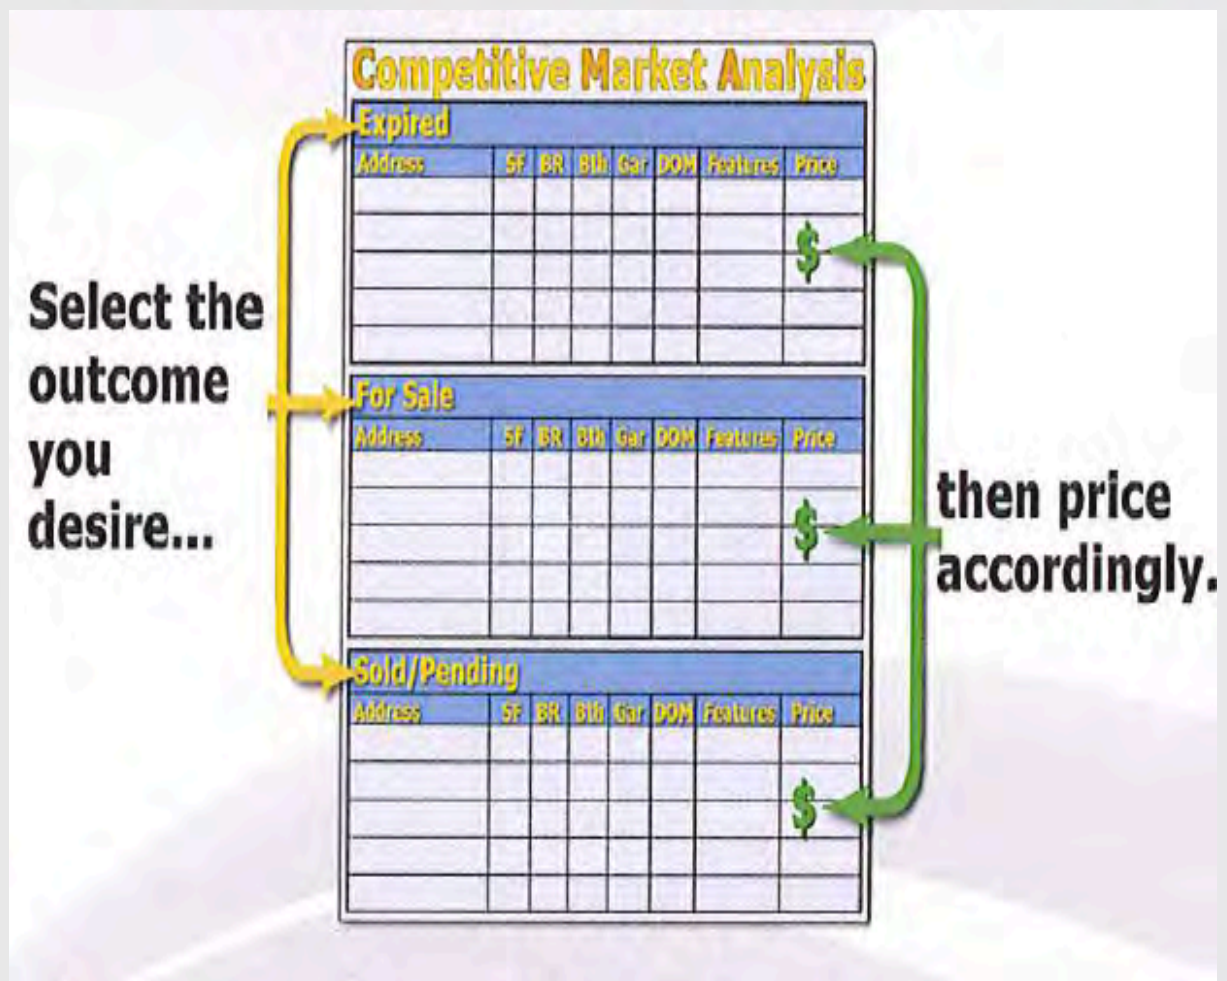 Competitive Market Analysis
Expired
Address SF BR Bth Gar DOM Features Price
$
Select the
outcome
you
desire...
For Sale
Address SF BR Bth Gar DOM Features Price
$
then price
accordingly.
Sold/Pending
Address SF BR Bth Gar DOM Features Price
$